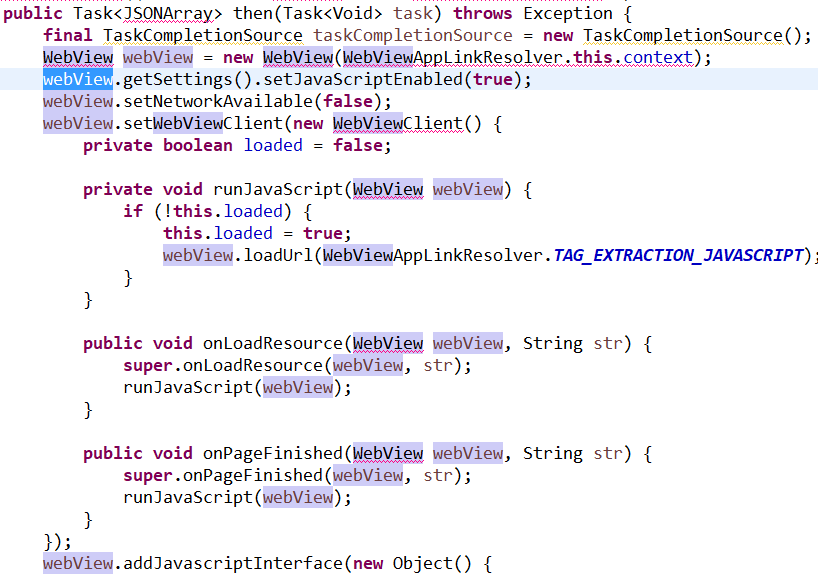 public Task<JSONArray> then(Task<Void> task) throws Exception {
    final TaskCompletionSource taskCompletionSource = new TaskCompletionSource();
    WebView webView = new WebView(WebViewAppLinkResolver.this.context);
    webView.getSettings().setJavaScriptEnabled(true);
    webView.setNetworkAvailable(false);
    webView.setWebViewClient(new WebViewClient() {
        private boolean loaded = false;

        private void runJavaScript(WebView webView) {
            if (!this.loaded) {
                this.loaded = true;
                webView.loadUrl(WebViewAppLinkResolver.TAG_EXTRACTION_JAVASCRIPT);
            }
        }

        public void onLoadResource(WebView webView, String str) {
            super.onLoadResource(webView, str);
            runJavaScript(webView);
        }

        public void onPageFinished(WebView webView, String str) {
            super.onPageFinished(webView, str);
            runJavaScript(webView);
        }
    });
    webView.addJavascriptInterface(new Object() {